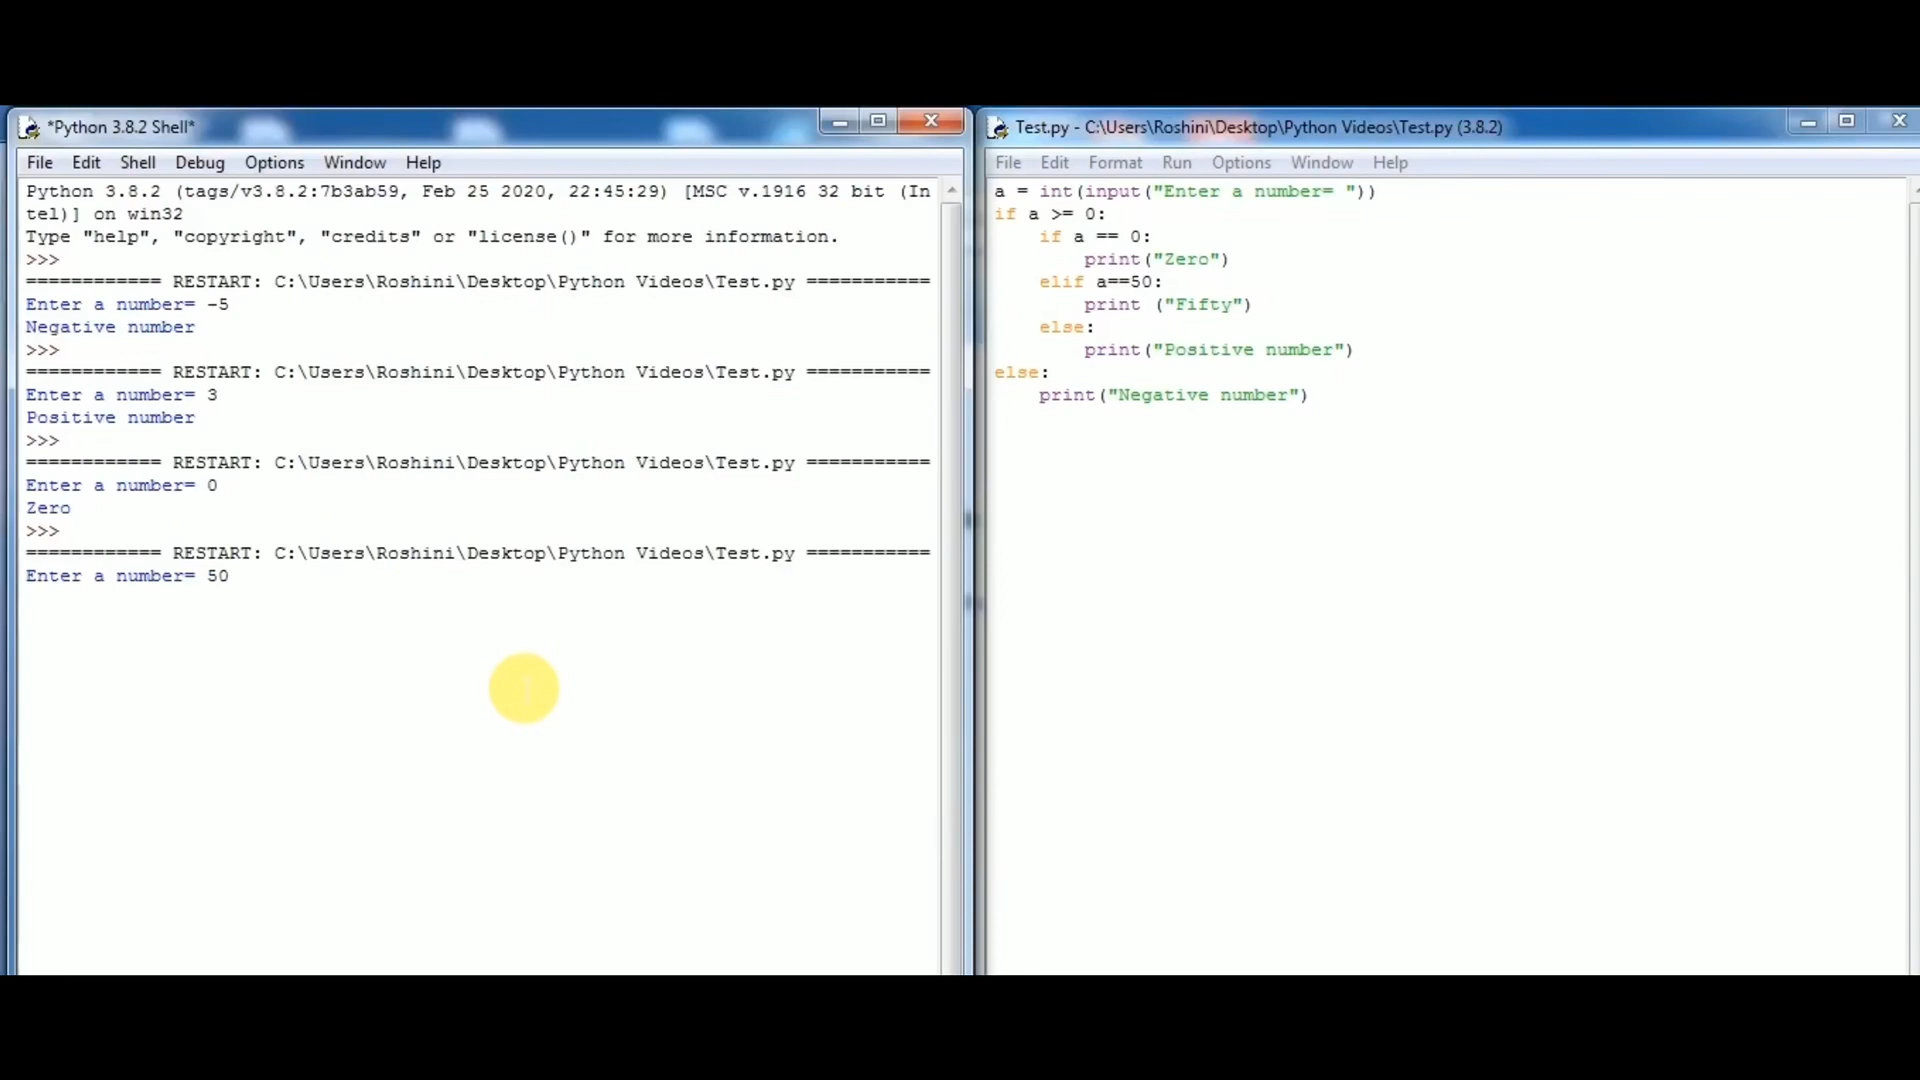 *Python 3.8.2 Shell*
File Edit Shell Debug Options Window Help
Python 3.8.2 (tags/v3.8.2:7b3ab59, Feb 25 2020, 22:45:29) [MSC v.1916 32 bit (In
tel)] on win32
Type "help", "copyright", "credits" or "license()" for more information.
>>>
============ RESTART: C:\Users\Roshini\Desktop\Python Videos\Test.py ===========
Enter a number= -5
Negative number
>>>
============ RESTART: C:\Users\Roshini\Desktop\Python Videos\Test.py ===========
Enter a number= 3
Positive number
>>>
============ RESTART: C:\Users\Roshini\Desktop\Python Videos\Test.py ===========
Enter a number= 0
Zero
>>>
============ RESTART: C:\Users\Roshini\Desktop\Python Videos\Test.py ===========
Enter a number= 50
Test.py - C:\Users\Roshini\Desktop\Python Videos\Test.py (3.8.2)
File Edit Format Run Options Window Help
a = int(input("Enter a number= "))
if a >= 0:
    if a == 0:
        print("Zero")
    elif a==50:
        print ("Fifty")
    else:
        print("Positive number")
else:
    print("Negative number")